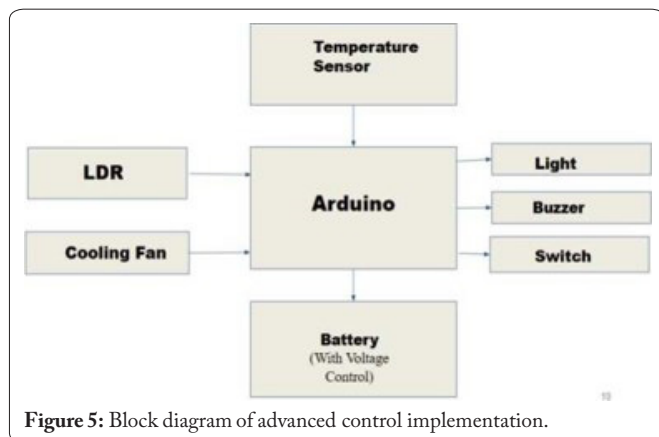 Temperature
Sensor
LDR
Arduino
Light
Buzzer
Cooling Fan
Switch
Battery
(With Voltage
Control)
10
Figure 5: Block diagram of advanced control implementation.